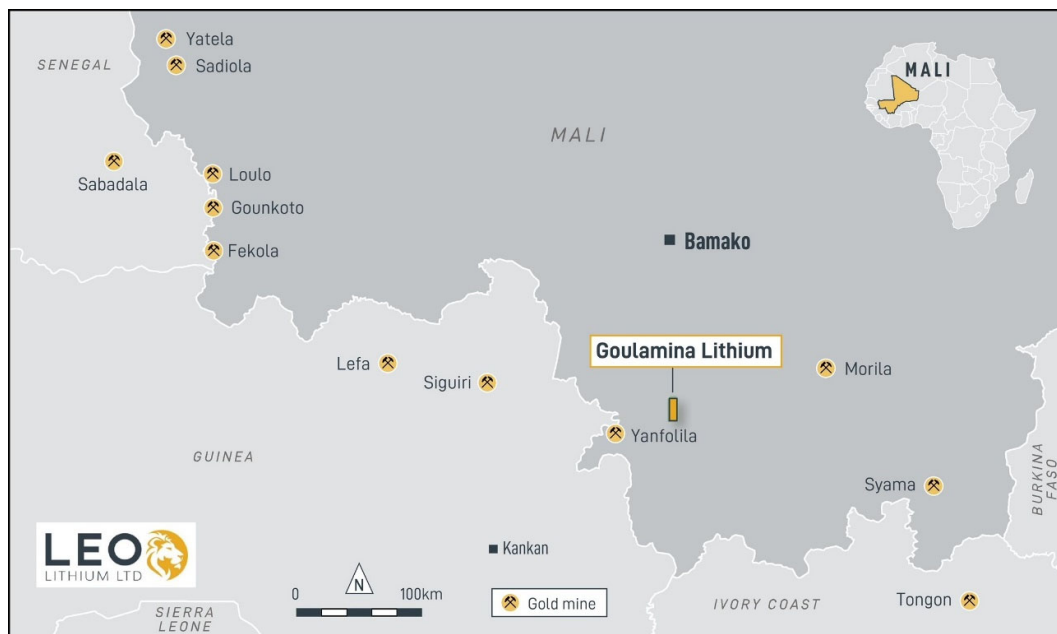 Yatela
SENEGAL
Sadiola
MALI
MALI
Sabadala
Loulo
Gounkoto
Bamako
Fekola
Goulamina Lithium
Lefa
Morila
Siguiri
Yanfolila
GUINEA
Syama
BURKINA
FASO
LEO
LITHIUM LTD
Kankan
N
0 100km
Gold mine
IVORY COAST
Tongon
SIERRA
LEONE